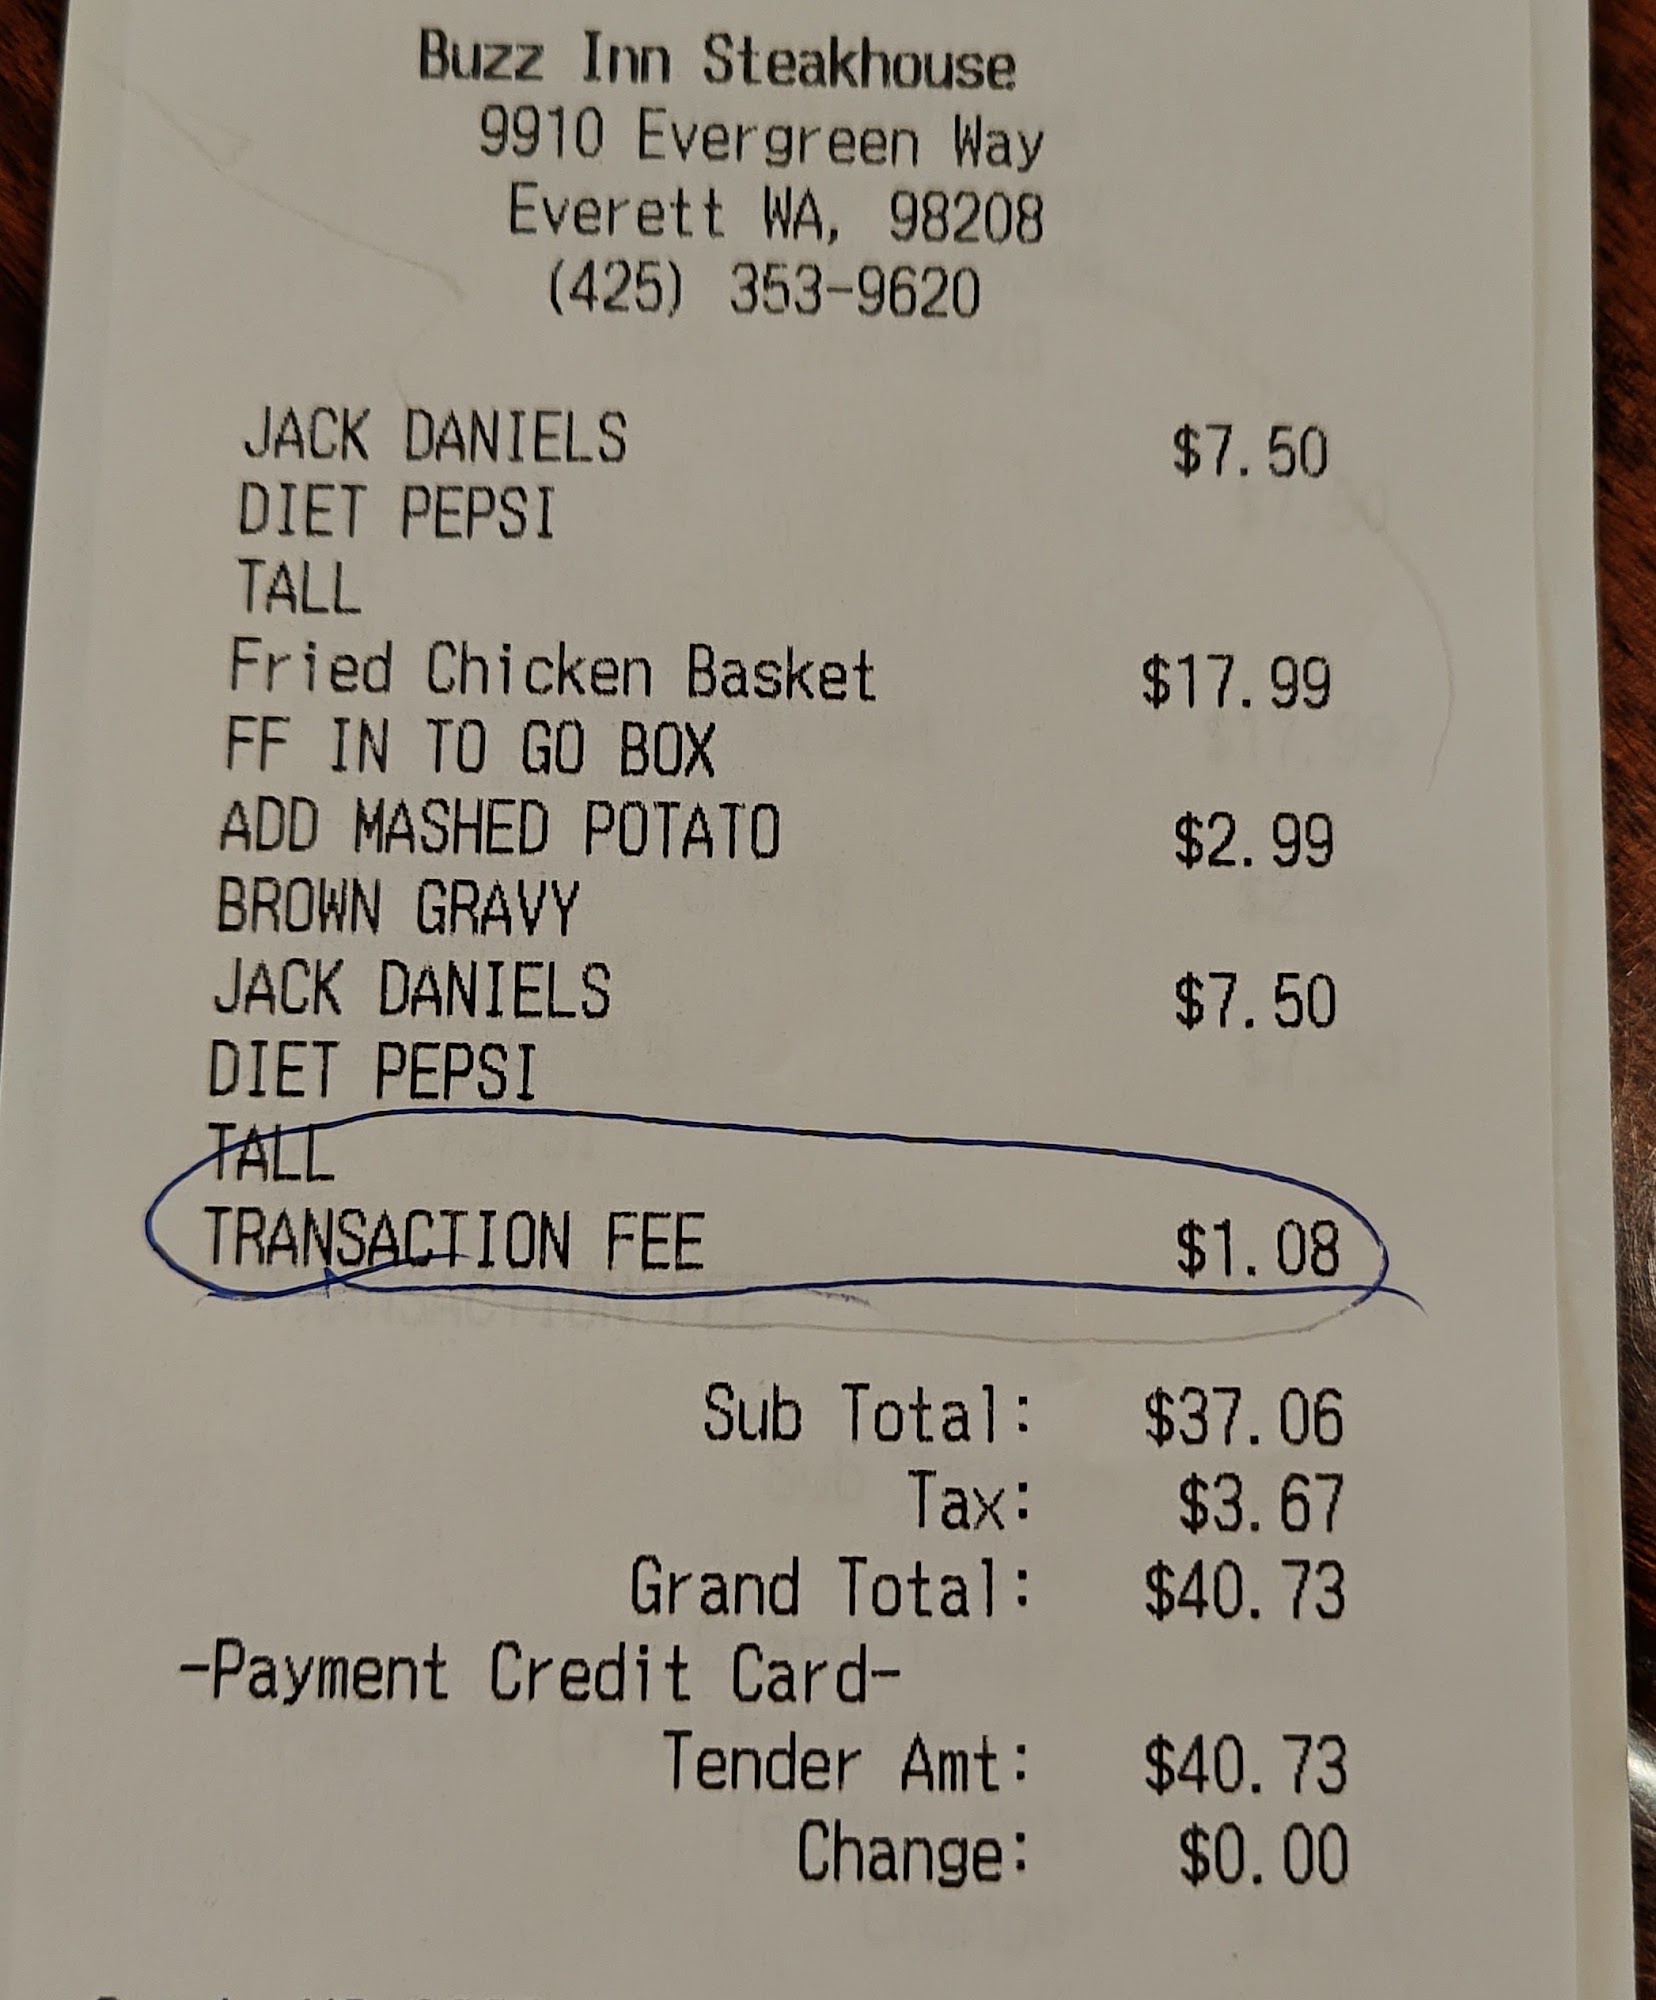 Buzz Inn Steakhouse
9910 Evergreen Way
Everett WA, 98208
(425) 353-9620
JACK DANIELS $7.50
DIET PEPSI
TALL
Fried Chicken Basket $17.99
FF IN TO GO BOX
ADD MASHED POTATO $2.99
BROWN GRAVY
JACK DANIELS $7.50
DIET PEPSI
TALL
TRANSACTION FEE $1.08
Sub Total: $37.06
Tax: $3.67
Grand Total: $40.73
-Payment Credit Card-
Tender Amt: $40.73
Change: $0.00